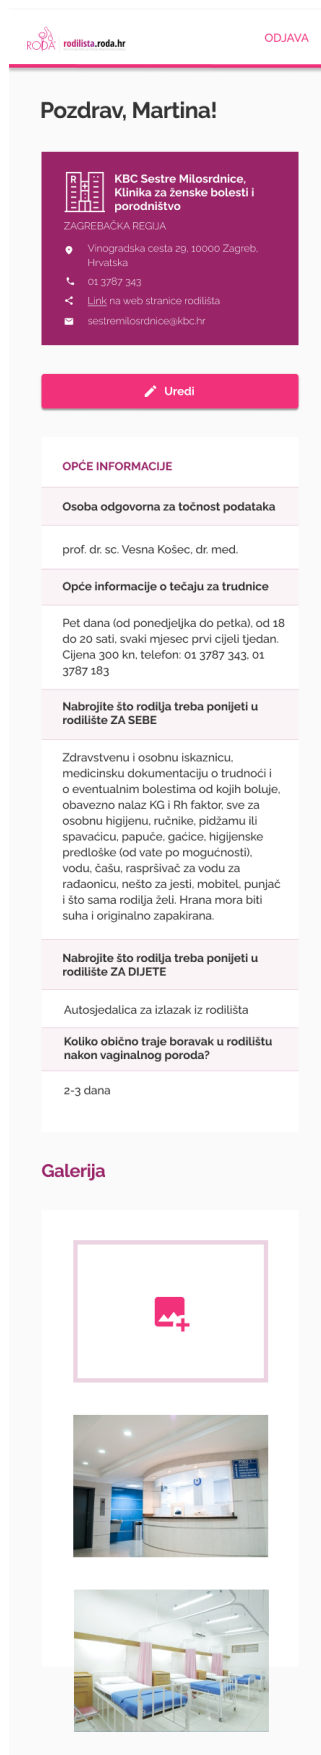 RODA
rodilista.roda.hr
ODJAVA
Pozdrav, Martina!
R
KBC Sestre Milosrdnice,
Klinika za ženske bolesti i
porodništvo
ZAGREBAČKA REGIJA
Vinogradska cesta 29, 10000 Zagreb,
Hrvatska
01 3787 343
Link na web stranice rodilišta
sestremilosrdnice@kbc.hr
Uredi
OPĆE INFORMACIJE
Osoba odgovorna za točnost podataka
prof. dr. sc. Vesna Košec, dr. med.
Opće informacije o tečaju za trudnice
Pet dana (od ponedjeljka do petka), od 18
do 20 sati, svaki mjesec prvi cijeli tjedan.
Cijena 300 kn, telefon: 01 3787 343, 01
3787 183
Nabrojite što rodilja treba ponijeti u
rodilište ZA SEBE
Zdravstvenu i osobnu iskaznicu,
medicinsku dokumentaciju o trudnoći i
o eventualnim bolestima od kojih boluje,
obavezno nalaz KG i Rh faktor, sve za
osobnu higijenu, ručnike, pidžamu ili
spavaćicu, papuče, gaćice, higijenske
predloške (od vate po mogućnosti),
vodu, čašu, raspršivač za vodu za
rađaonicu, nešto za jesti, mobitel, punjač
i što sama rodilja želi. Hrana mora biti
suha i originalno zapakirana.
Nabrojite što rodilja treba ponijeti u
rodilište ZA DIJETE
Autosjedalica za izlazak iz rodilišta
Koliko obično traje boravak u rodilištu
nakon vaginalnog poroda?
2-3 dana
Galerija